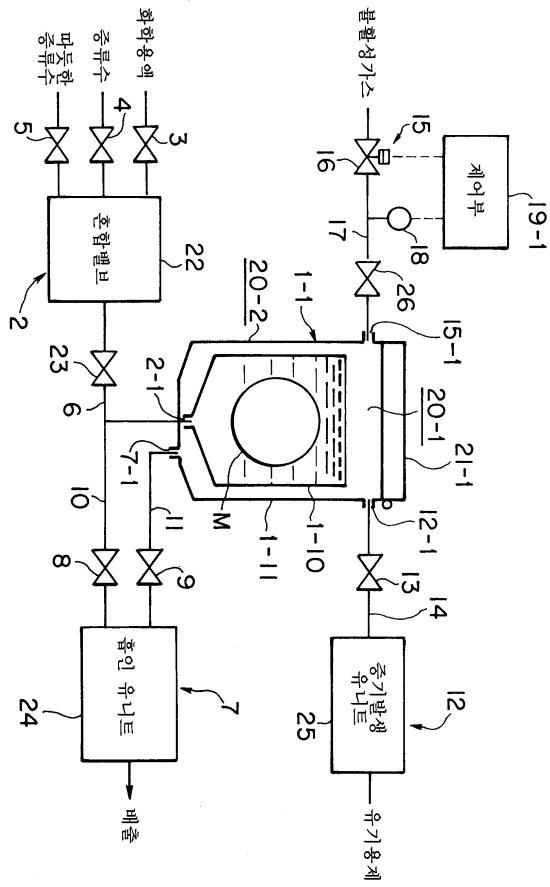 화학용액
증류수
따뜻한
증류수
3
4
5
혼합밸브
22
2
23
6
10
2-1
7-1
11
8
9
흡인 유니트
24
7
배출
불활성가스
15
16
17
18
제어부
19-1
26
15-1
1-1
20-2
20-1
21-1
M
1-10
1-11
12-1
13
14
증기발생
유니트
25
12
유기용제